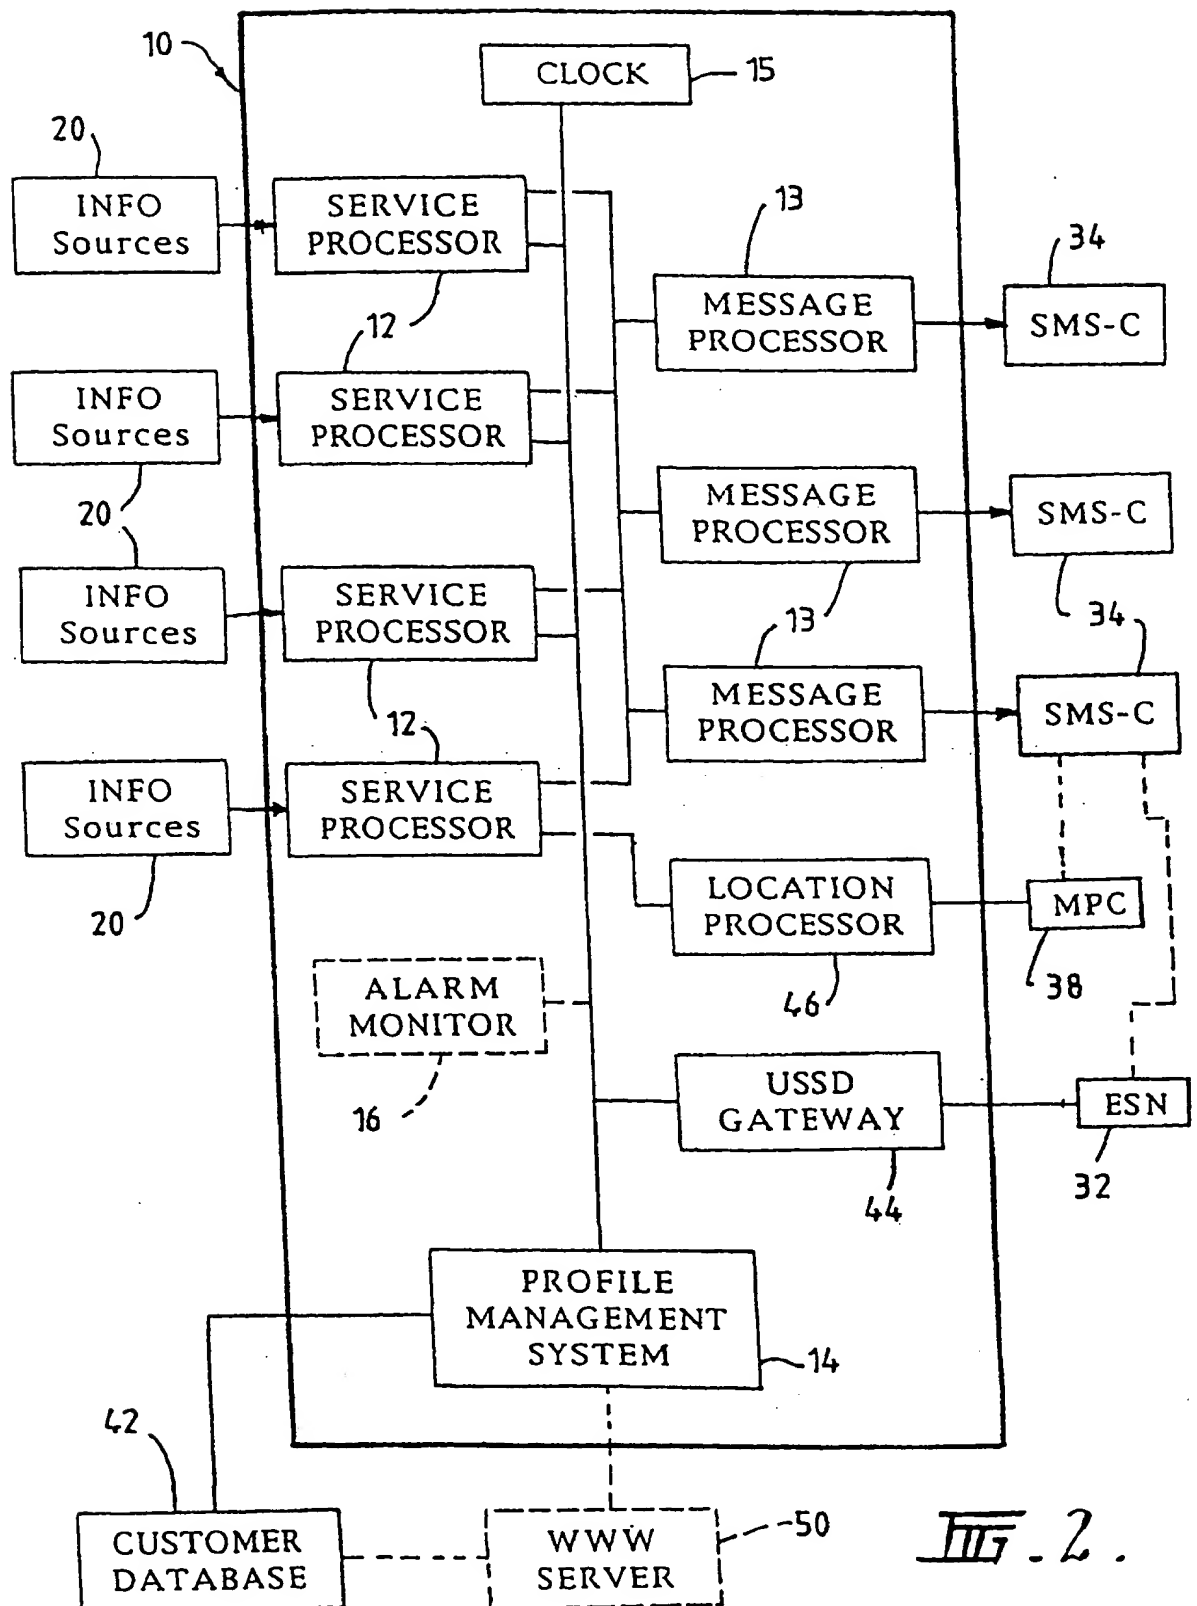 10
CLOCK
15
20
INFO
Sources
SERVICE
PROCESSOR
13
34
12
MESSAGE
PROCESSOR
SMS-C
INFO
Sources
SERVICE
PROCESSOR
20
MESSAGE
PROCESSOR
SMS-C
INFO
Sources
SERVICE
PROCESSOR
13
34
12
MESSAGE
PROCESSOR
SMS-C
INFO
Sources
SERVICE
PROCESSOR
20
LOCATION
PROCESSOR
MPC
38
46
ALARM
MONITOR
16
USSD
GATEWAY
ESN
32
44
PROFILE
MANAGEMENT
SYSTEM
14
42
CUSTOMER
DATABASE
WWW
SERVER
50
FIG. 2.